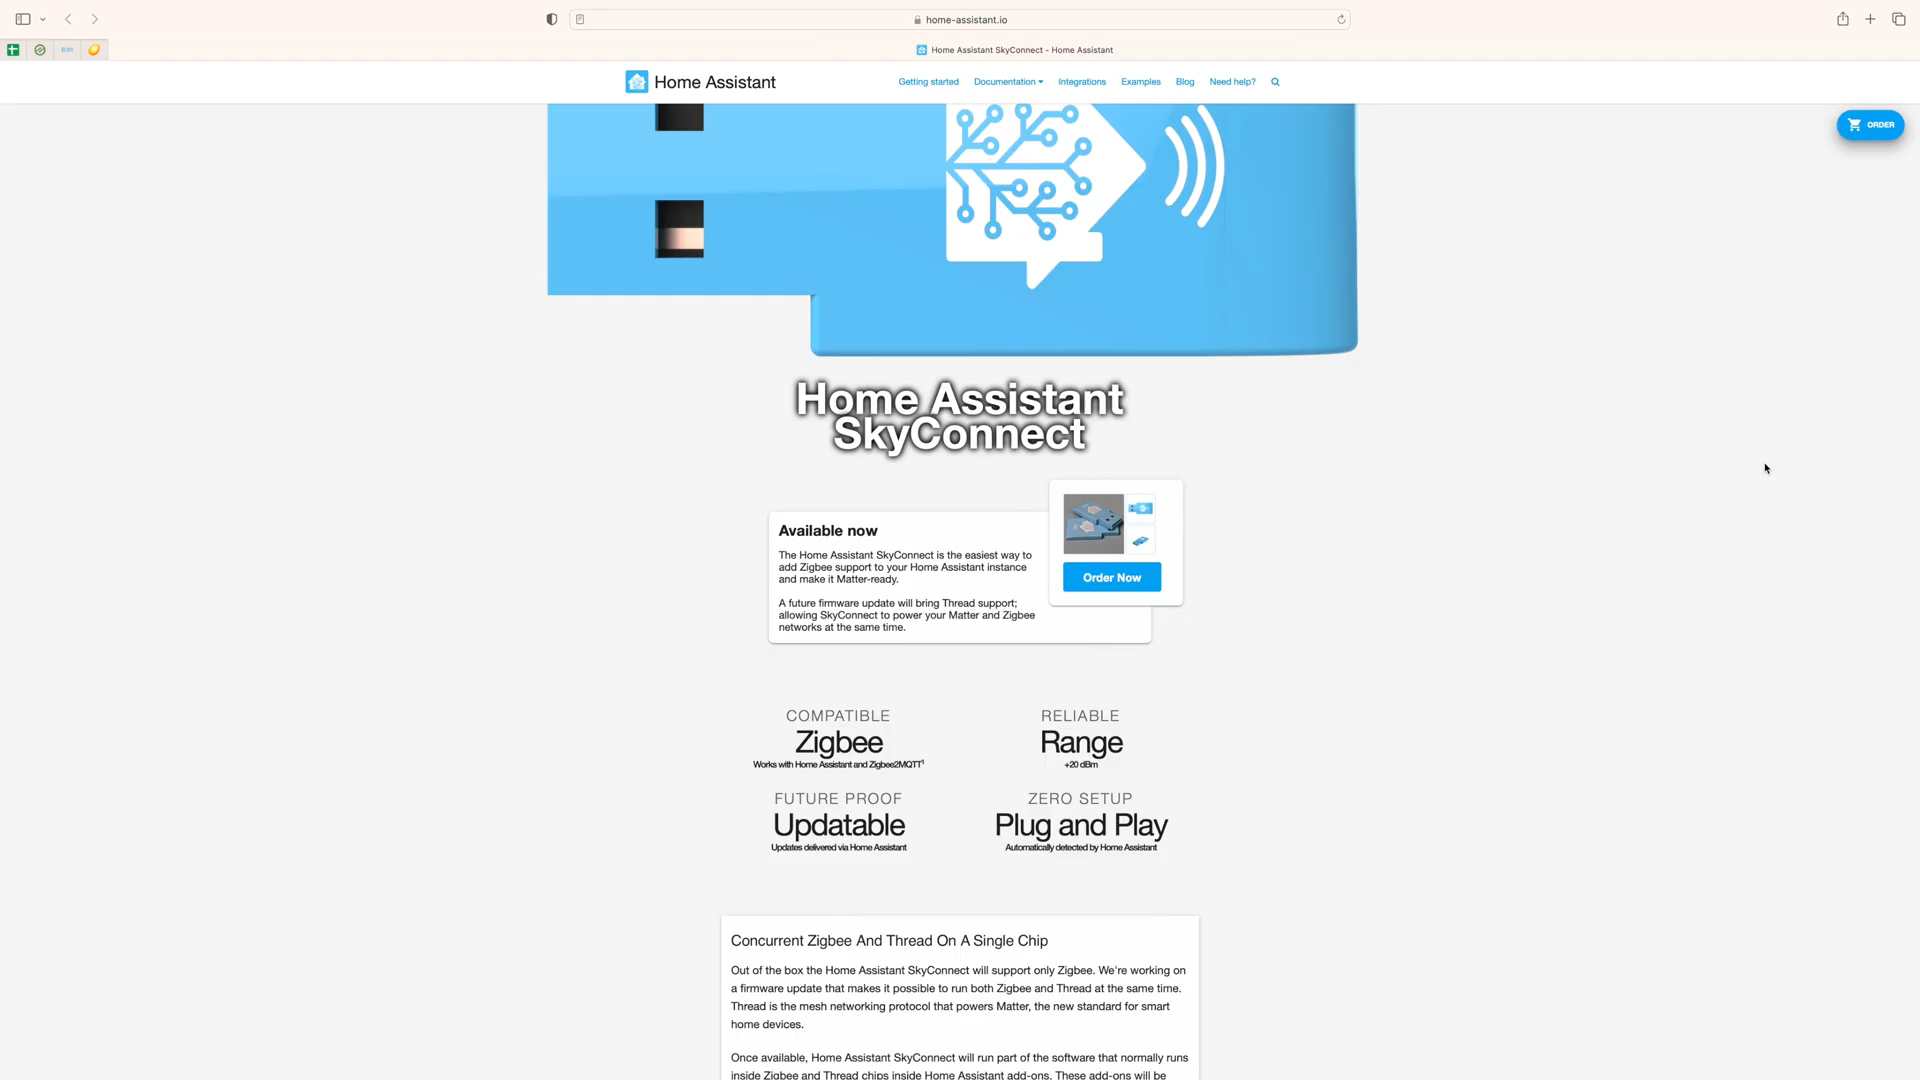 home-assistant.io
Home Assistant SkyConnect - Home Assistant
Home Assistant
Getting started
Documentation
Integrations
Examples
Blog
Need help?
ORDER
Home Assistant
SkyConnect
Available now
The Home Assistant SkyConnect is the easiest way to
add Zigbee support to your Home Assistant instance
and make it Matter-ready.
A future firmware update will bring Thread support;
allowing SkyConnect to power your Matter and Zigbee
networks at the same time.
Order Now
COMPATIBLE
Zigbee
Works with Home Assistant and Zigbee2MQTT¹
RELIABLE
Range
+20 dBm
FUTURE PROOF
Updatable
Updates delivered via Home Assistant
ZERO SETUP
Plug and Play
Automatically detected by Home Assistant
Concurrent Zigbee And Thread On A Single Chip
Out of the box the Home Assistant SkyConnect will support only Zigbee. We're working on
a firmware update that makes it possible to run both Zigbee and Thread at the same time.
Thread is the mesh networking protocol that powers Matter, the new standard for smart
home devices.
Once available, Home Assistant SkyConnect will run part of the software that normally runs
inside Zigbee and Thread chips inside Home Assistant add-ons. These add-ons will be